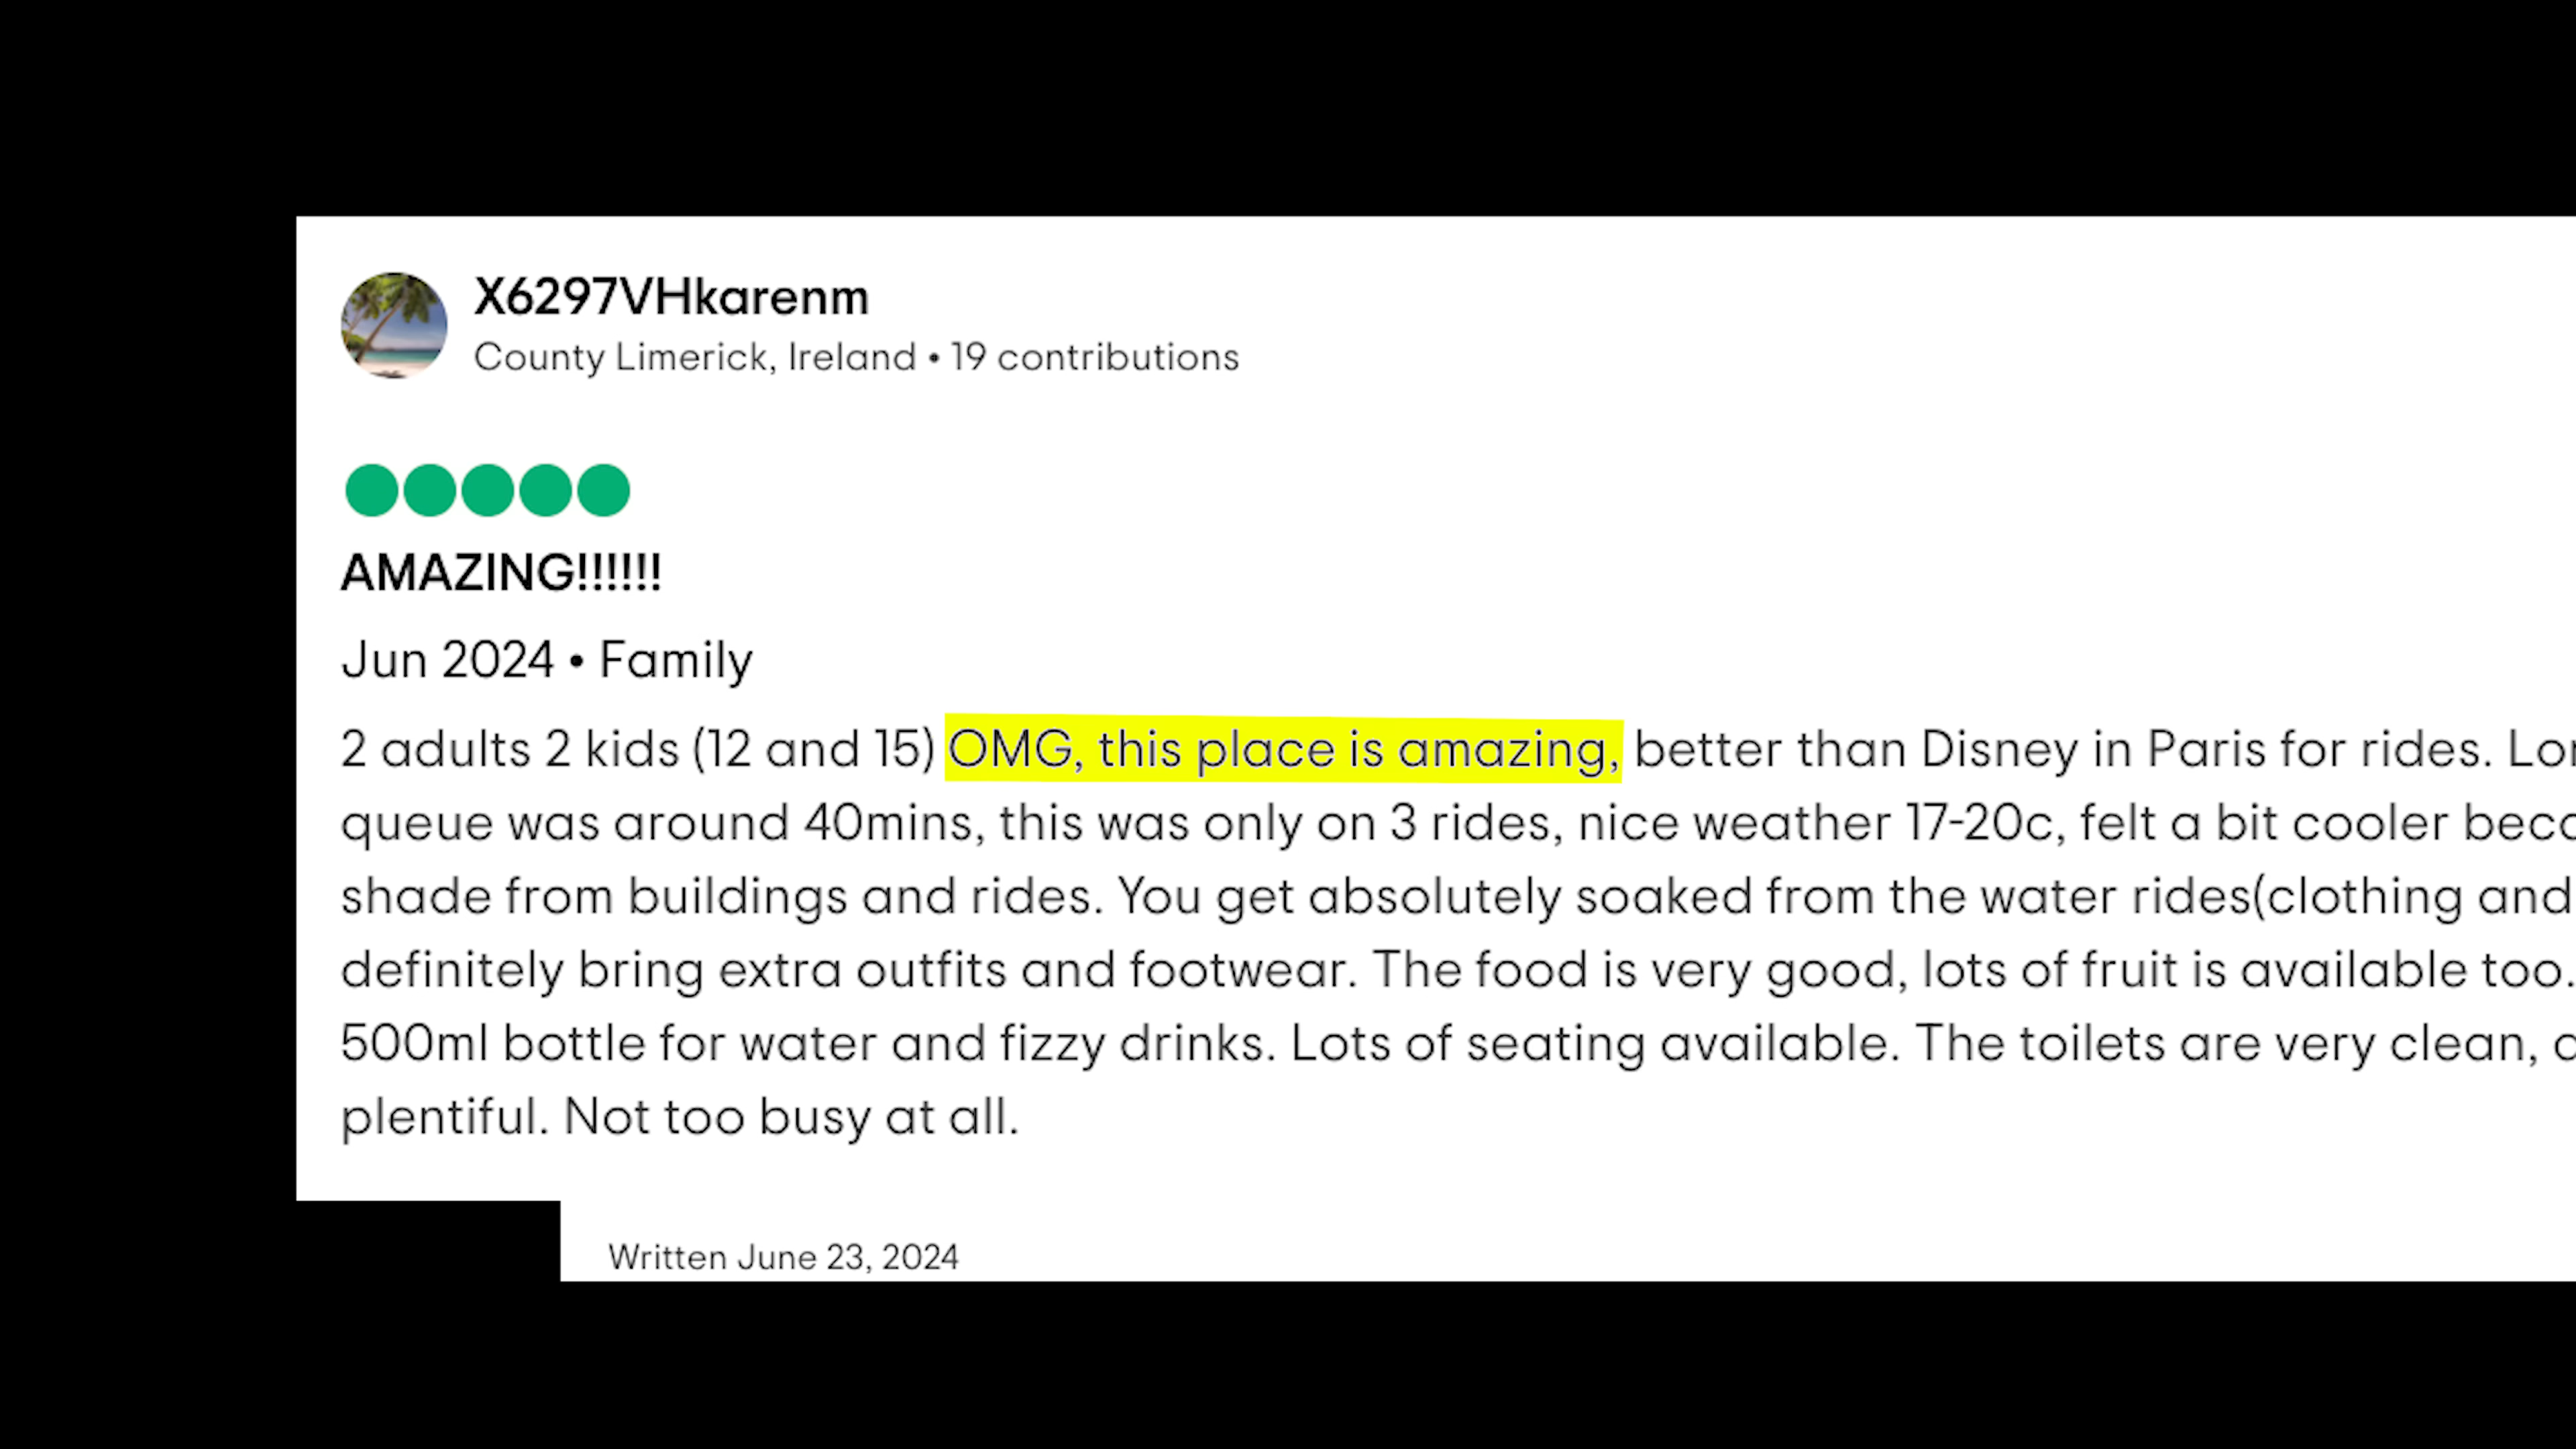 X6297VHkarenm
County Limerick, Ireland • 19 contributions
AMAZING!!!!!!
Jun 2024 • Family
2 adults 2 kids (12 and 15) OMG, this place is amazing, better than Disney in Paris for rides.
queue was around 40mins, this was only on 3 rides, nice weather 17-20c, felt a bit cooler
shade from buildings and rides. You get absolutely soaked from the water rides(clothing and
definitely bring extra outfits and footwear. The food is very good, lots of fruit is available too.
500ml bottle for water and fizzy drinks. Lots of seating available. The toilets are very clean,
plentiful. Not too busy at all.
Written June 23, 2024